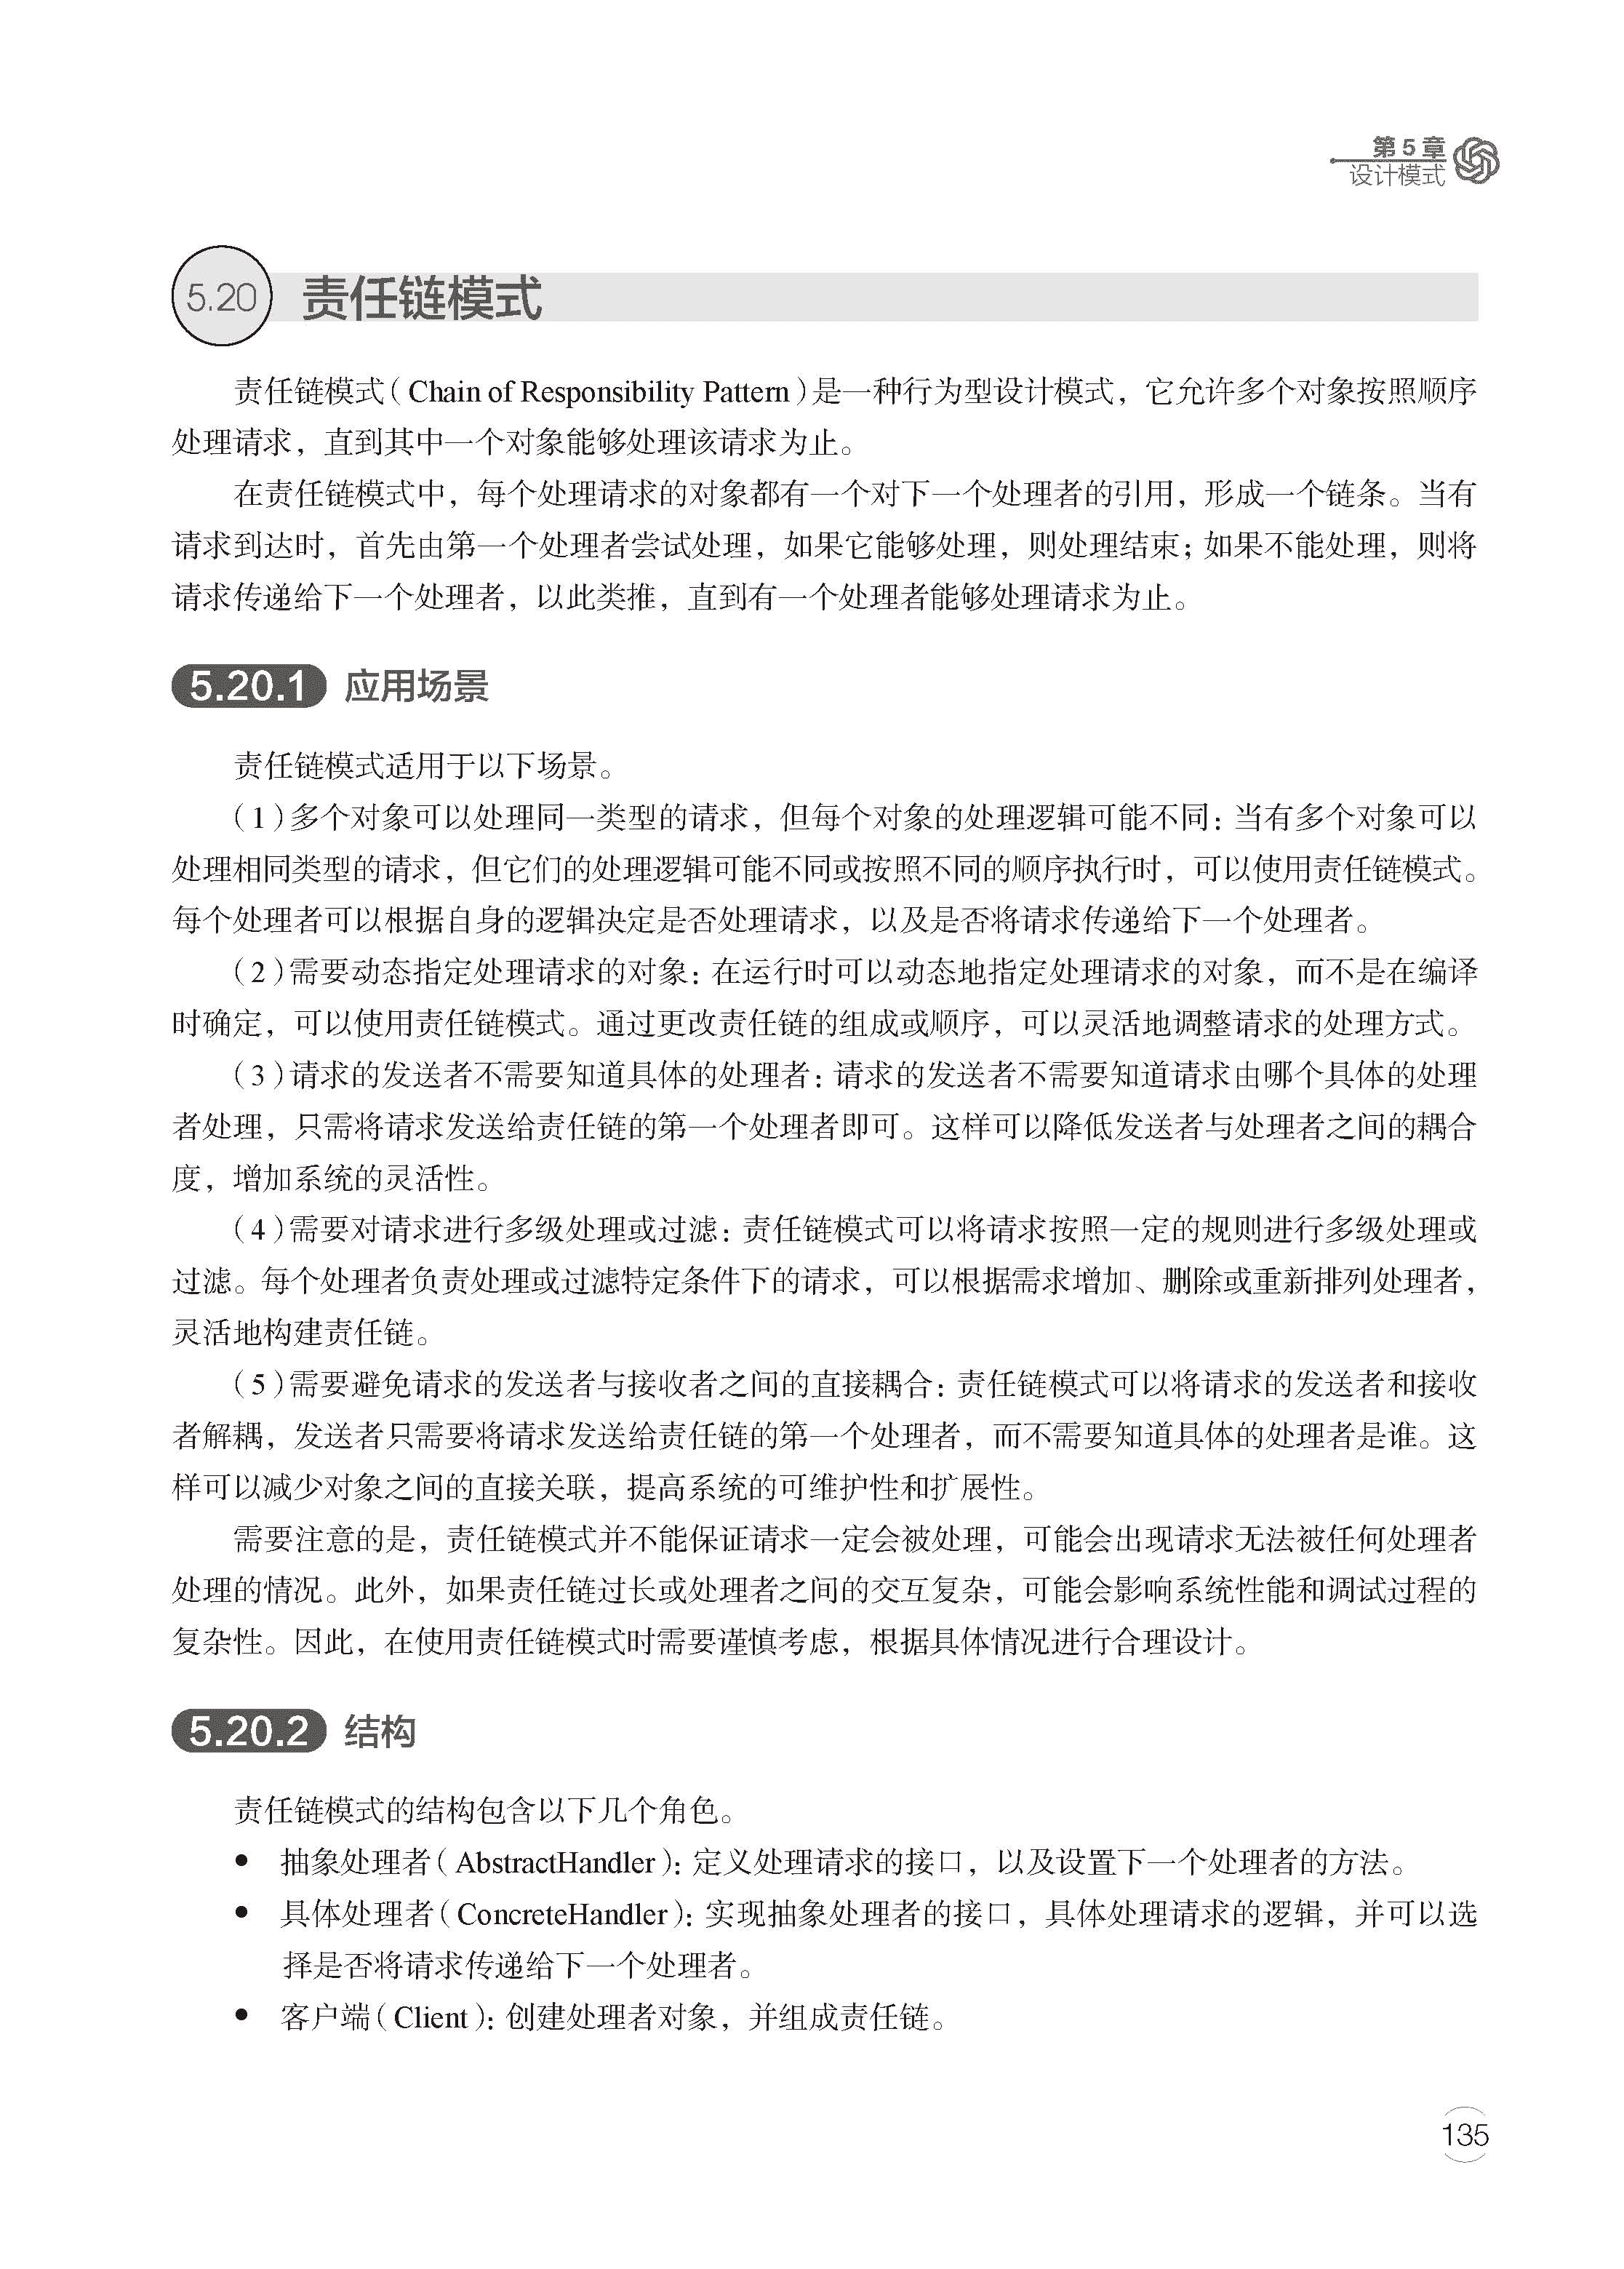 第5章
设计模式
5.20 责任链模式
责任链模式（Chain of Responsibility Pattern）是一种行为型设计模式，它允许多个对象按照顺序
处理请求，直到其中一个对象能够处理该请求为止。
在责任链模式中，每个处理请求的对象都有一个对下一个处理者的引用，形成一个链条。当有
请求到达时，首先由第一个处理者尝试处理，如果它能够处理，则处理结束；如果不能处理，则将
请求传递给下一个处理者，以此类推，直到有一个处理者能够处理请求为止。
5.20.1 应用场景
责任链模式适用于以下场景。
（1）多个对象可以处理同一类型的请求，但每个对象的处理逻辑可能不同：当有多个对象可以
处理相同类型的请求，但它们的处理逻辑可能不同或按照不同的顺序执行时，可以使用责任链模式。
每个处理者可以根据自身的逻辑决定是否处理请求，以及是否将请求传递给下一个处理者。
（2）需要动态指定处理请求的对象：在运行时可以动态地指定处理请求的对象，而不是在编译
时确定，可以使用责任链模式。通过更改责任链的组成或顺序，可以灵活地调整请求的处理方式。
（3）请求的发送者不需要知道具体的处理者：请求的发送者不需要知道请求由哪个具体的处理
者处理，只需将请求发送给责任链的第一个处理者即可。这样可以降低发送者与处理者之间的耦合
度，增加系统的灵活性。
（4）需要对请求进行多级处理或过滤：责任链模式可以将请求按照一定的规则进行多级处理或
过滤。每个处理者负责处理或过滤特定条件下的请求，可以根据需求增加、删除或重新排列处理者，
灵活地构建责任链。
（5）需要避免请求的发送者与接收者之间的直接耦合：责任链模式可以将请求的发送者和接收
者解耦，发送者只需要将请求发送给责任链的第一个处理者，而不需要知道具体的处理者是谁。这
样可以减少对象之间的直接关联，提高系统的可维护性和扩展性。
需要注意的是，责任链模式并不能保证请求一定会被处理，可能会出现请求无法被任何处理者
处理的情况。此外，如果责任链过长或处理者之间的交互复杂，可能会影响系统性能和调试过程的
复杂性。因此，在使用责任链模式时需要谨慎考虑，根据具体情况进行合理设计。
5.20.2 结构
责任链模式的结构包含以下几个角色。
● 抽象处理者（AbstractHandler）：定义处理请求的接口，以及设置下一个处理者的方法。
● 具体处理者（ConcreteHandler）：实现抽象处理者的接口，具体处理请求的逻辑，并可以选
择是否将请求传递给下一个处理者。
● 客户端（Client）：创建处理者对象，并组成责任链。
135